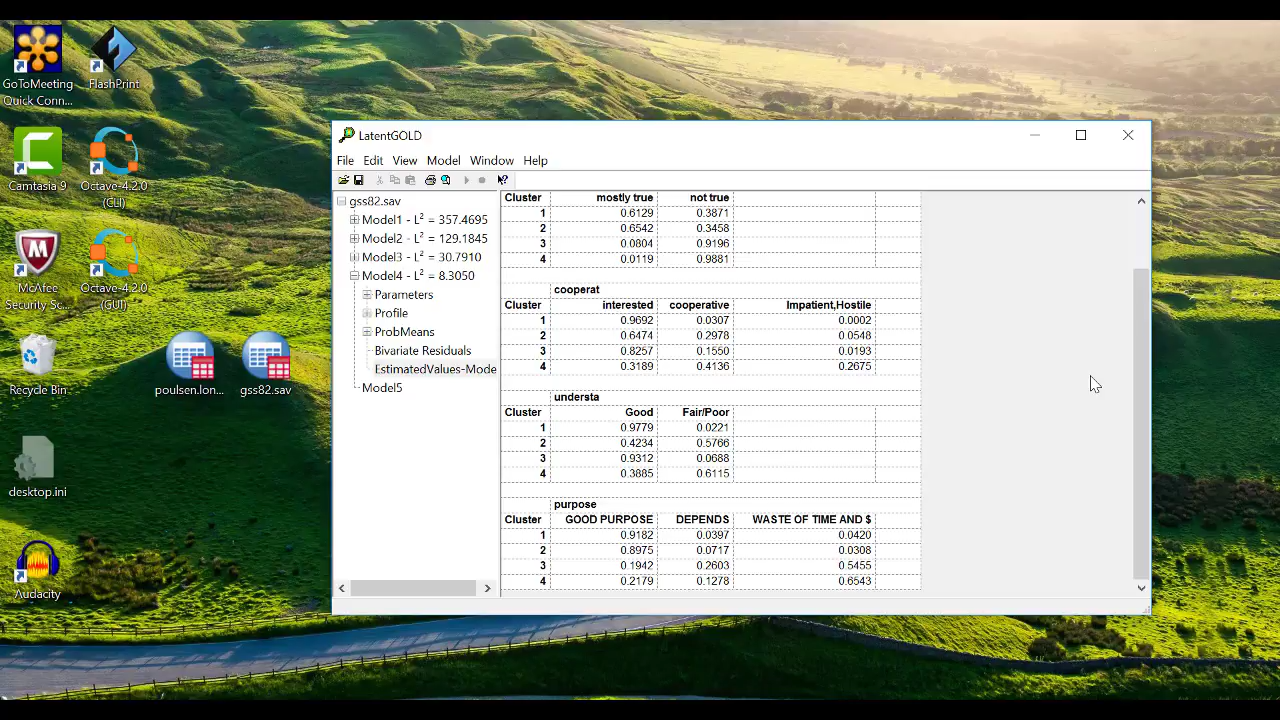 GoToMeeting
Quick Conn...
FlashPrint
Camtasia 9
Octave-4.2.0
(CLI)
McAfee
Security Sc...
Octave-4.2.0
(GUI)
Recycle Bin
poulsen.lon...
gss82.sav
desktop.ini
Audacity
LatentGOLD
File Edit View Model Window Help
gss82.sav
Model1 - L² = 357.4695
Model2 - L² = 129.1845
Model3 - L² = 30.7910
Model4 - L² = 8.3050
Parameters
Profile
ProbMeans
Bivariate Residuals
EstimatedValues-Mode
Model5
Cluster mostly true not true
1 0.6129 0.3871
2 0.6542 0.3458
3 0.0804 0.9196
4 0.0119 0.9881
cooperat
Cluster interested cooperative Impatient,Hostile
1 0.9692 0.0307 0.0002
2 0.6474 0.2978 0.0548
3 0.8257 0.1550 0.0193
4 0.3189 0.4136 0.2675
understa
Cluster Good Fair/Poor
1 0.9779 0.0221
2 0.4234 0.5766
3 0.9312 0.0688
4 0.3885 0.6115
purpose
Cluster GOOD PURPOSE DEPENDS WASTE OF TIME AND $
1 0.9182 0.0397 0.0420
2 0.8975 0.0717 0.0308
3 0.1942 0.2603 0.5455
4 0.2179 0.1278 0.6543